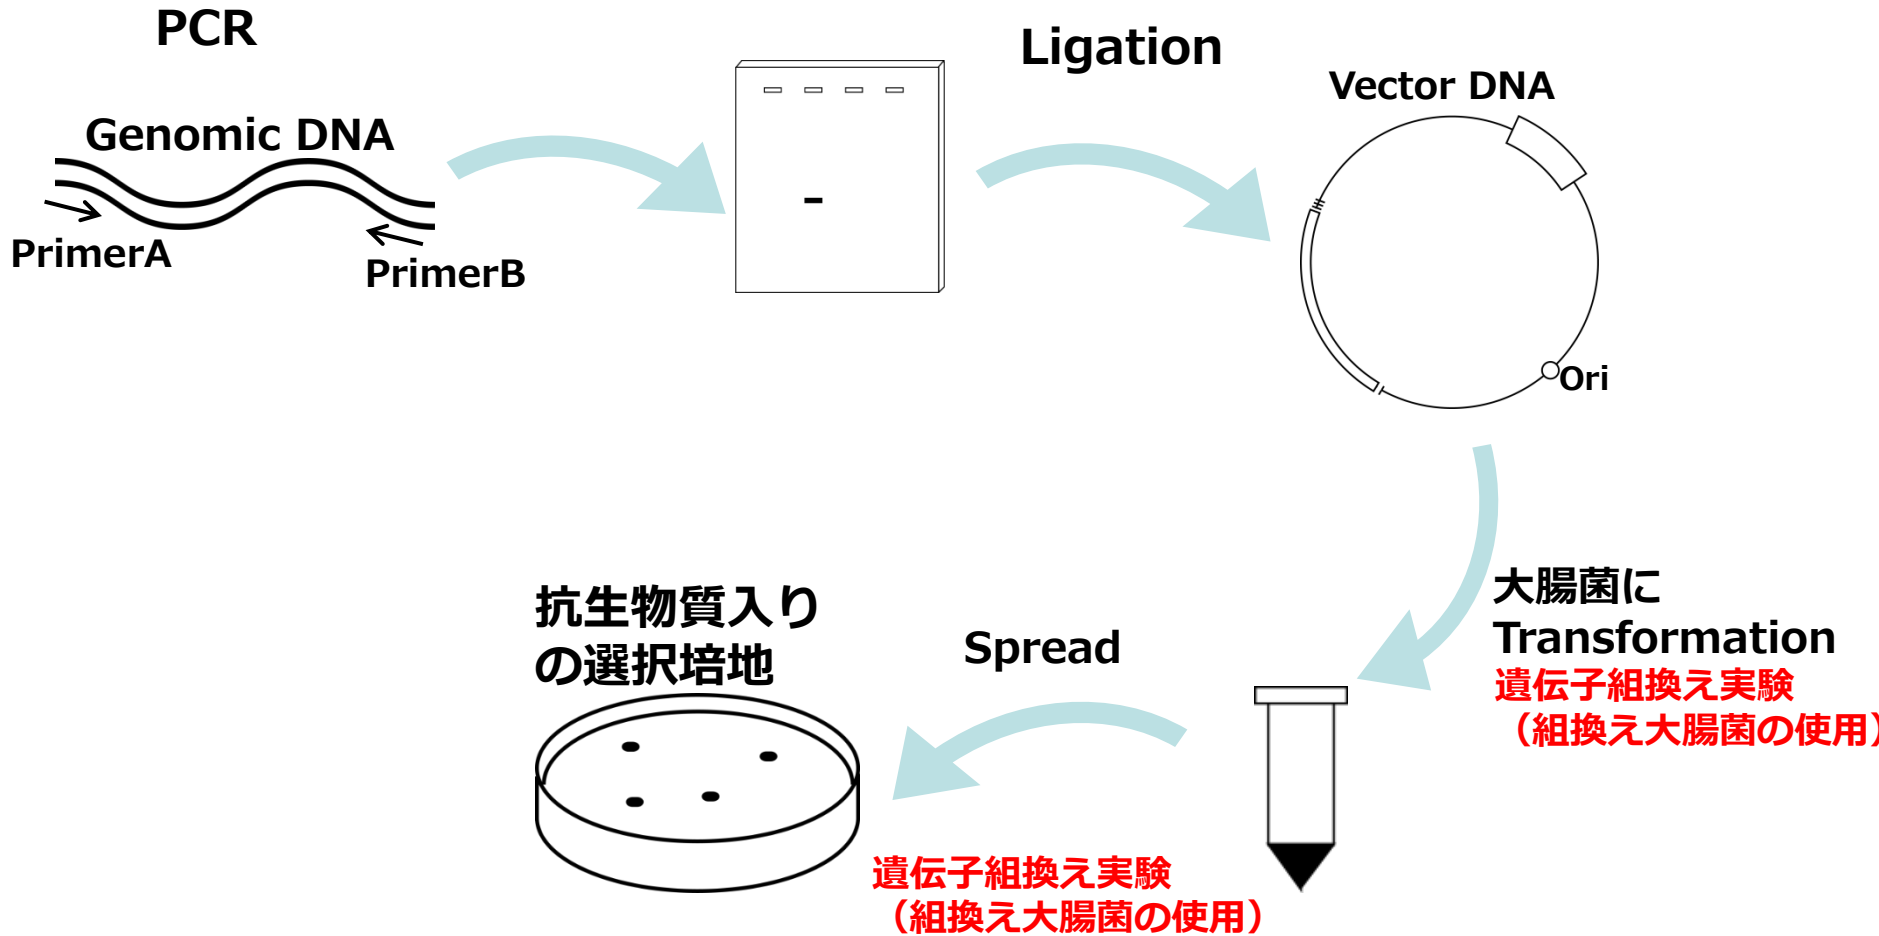 PCR
Genomic DNA
PrimerA
PrimerB
Ligation
Vector DNA
Ori
大腸菌に
Transformation
遺伝子組換え実験
（組換え大腸菌の使用）
Spread
抗生物質入り
の選択培地
遺伝子組換え実験
（組換え大腸菌の使用）